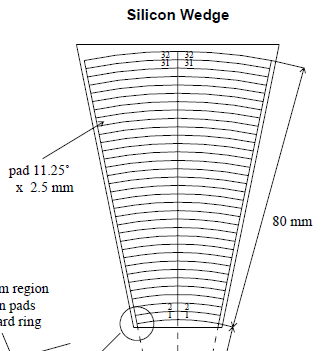 Silicon Wedge
32 32
31 31
pad 11.25°
x 2.5 mm
80 mm
m region
n pads
ard ring
2 2
1 1